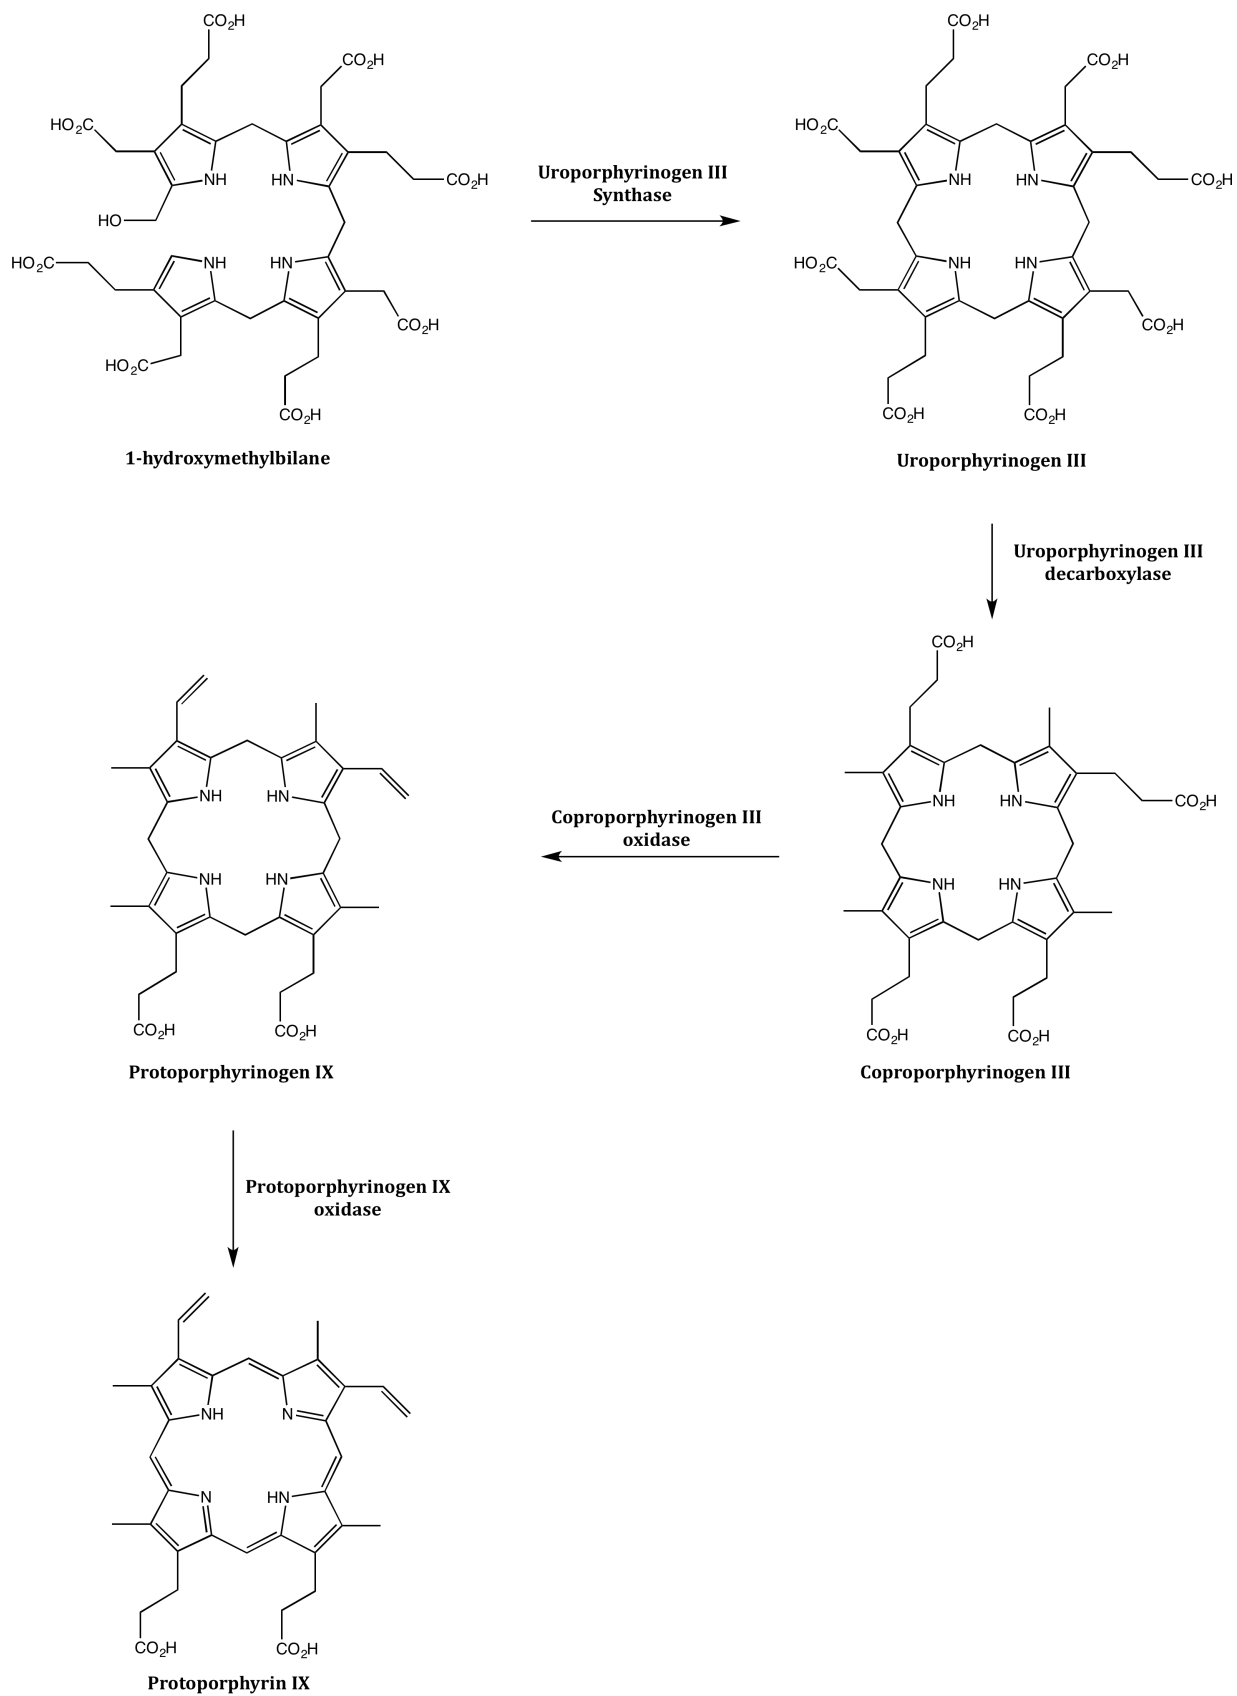 CO2H
CO2H
HO2C
NH
HN
CO2H
HO
HO2C
NH
HN
CO2H
HO2C
CO2H
1-hydroxymethylbilane
Uroporphyrinogen III
Synthase
CO2H
CO2H
HO2C
NH
HN
CO2H
HO2C
NH
HN
CO2H
CO2H
CO2H
Uroporphyrinogen III
Uroporphyrinogen III
decarboxylase
CO2H
NH
HN
CO2H
NH
HN
CO2H
CO2H
Coproporphyrinogen III
Coproporphyrinogen III
oxidase
NH
HN
NH
HN
CO2H
CO2H
Protoporphyrinogen IX
Protoporphyrinogen IX
oxidase
NH
N
N
HN
CO2H
CO2H
Protoporphyrin IX